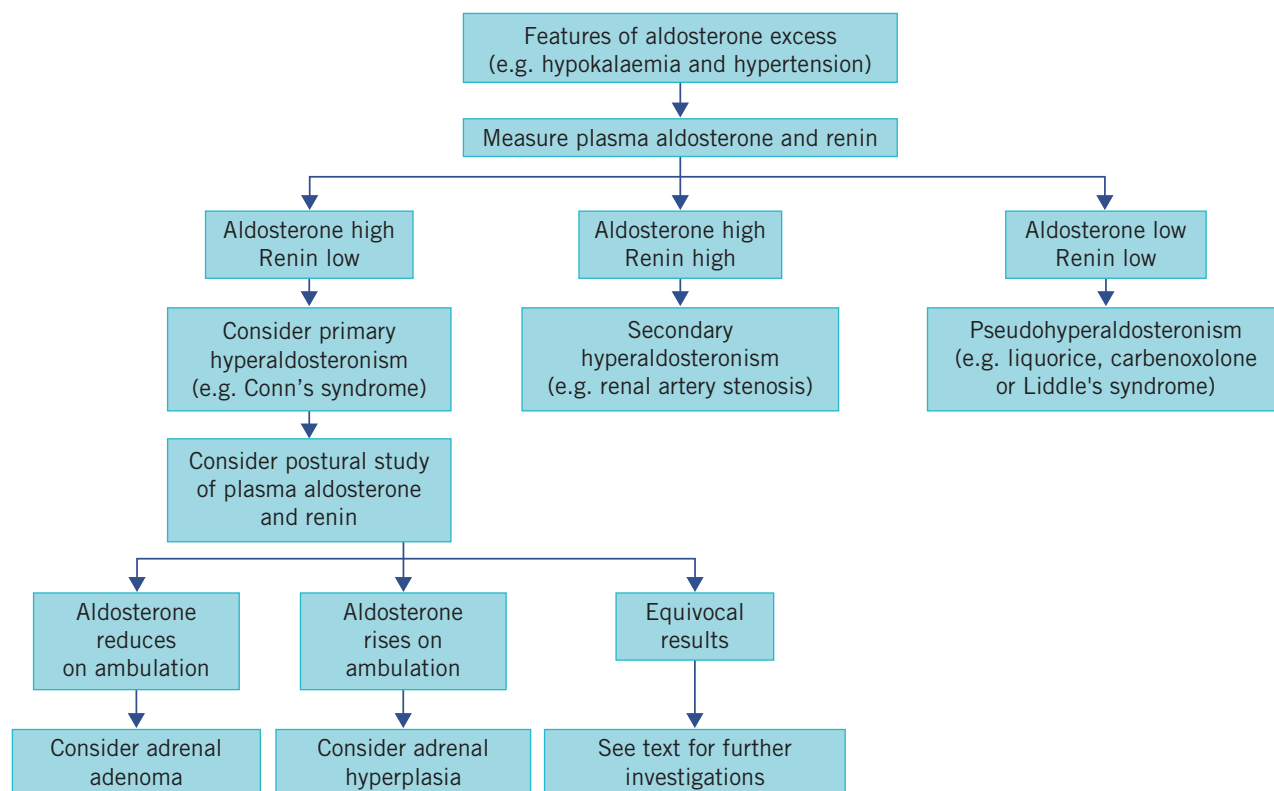 Features of aldosterone excess
(e.g. hypokalaemia and hypertension)
Measure plasma aldosterone and renin
Aldosterone high
Renin low
Aldosterone high
Renin high
Aldosterone low
Renin low
Consider primary
hyperaldosteronism
(e.g. Conn's syndrome)
Secondary
hyperaldosteronism
(e.g. renal artery stenosis)
Pseudohyperaldosteronism
(e.g. liquorice, carbenoxolone
or Liddle's syndrome)
Consider postural study
of plasma aldosterone
and renin
Aldosterone
reduces
on ambulation
Aldosterone
rises on
ambulation
Equivocal
results
Consider adrenal
adenoma
Consider adrenal
hyperplasia
See text for further
investigations